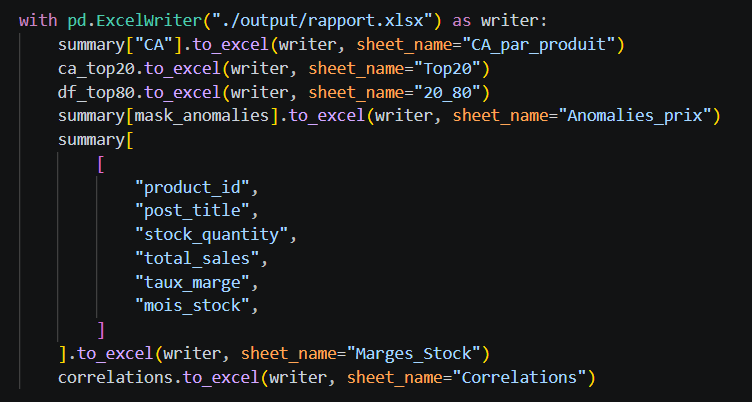 with pd.ExcelWriter("./output/rapport.xlsx") as writer:
    summary["CA"].to_excel(writer, sheet_name="CA_par_produit")
    ca_top20.to_excel(writer, sheet_name="Top20")
    df_top80.to_excel(writer, sheet_name="20_80")
    summary[mask_anomalies].to_excel(writer, sheet_name="Anomalies_prix")
    summary[
        [
            "product_id",
            "post_title",
            "stock_quantity",
            "total_sales",
            "taux_marge",
            "mois_stock",
        ]
    ].to_excel(writer, sheet_name="Marges_Stock")
    correlations.to_excel(writer, sheet_name="Correlations")